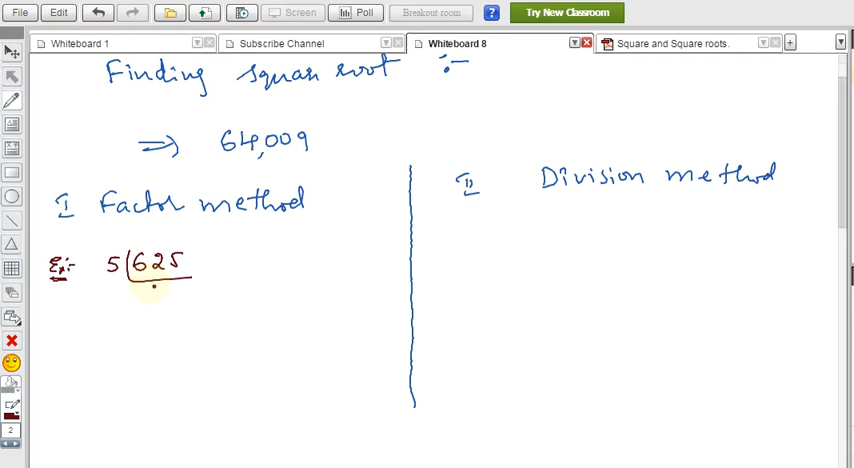 File Edit Screen Poll Breakout room ? Try New Classroom
Whiteboard 1 Subscribe Channel Whiteboard 8 Square and Square roots.
Finding squar root :-
⇒ 64,009
I Factor method
II Division method
Ex:- 5 625
2